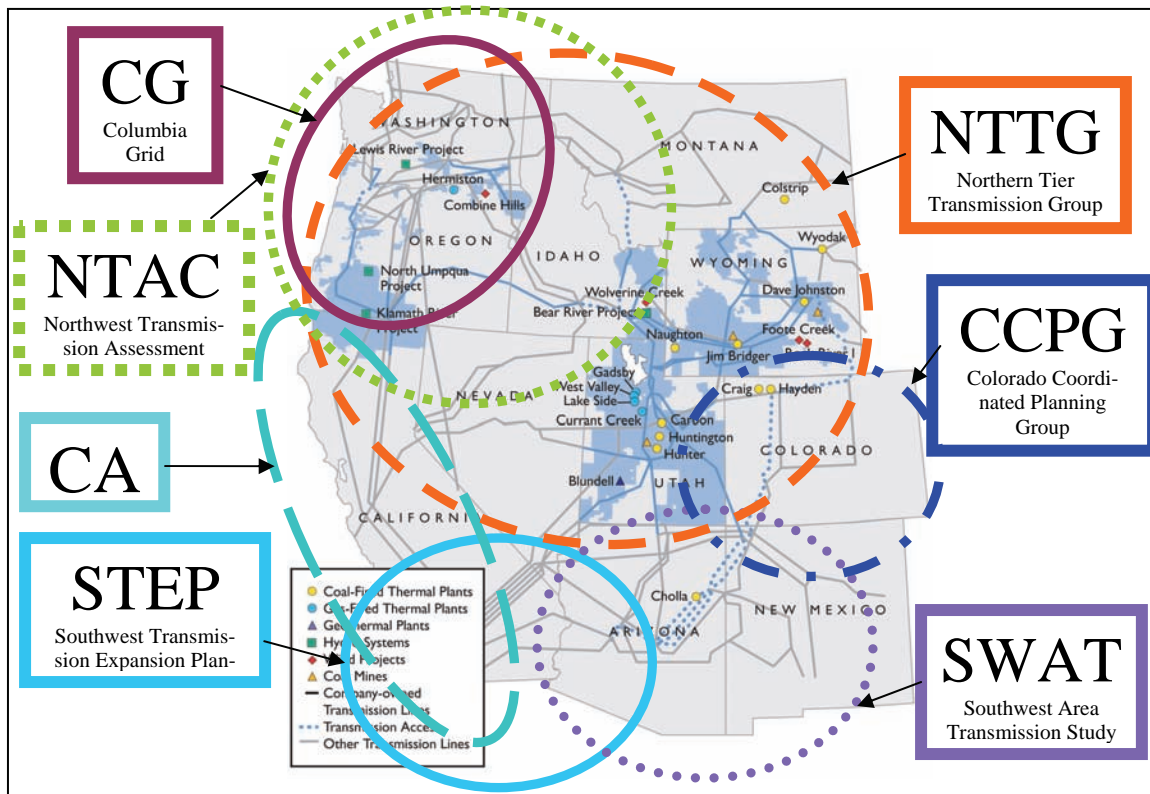 CG
Columbia
Grid
NTAC
Northwest Transmis-
sion Assessment
CA
STEP
Southwest Transmis-
sion Expansion Plan-
NTTG
Northern Tier
Transmission Group
CCPG
Colorado Coordi-
nated Planning
Group
SWAT
Southwest Area
Transmission Study
WASHINGTON
Lewis River Project
Hermiston
Combine Hills
OREGON
North Umpqua
Project
Klamath River
Project
IDAHO
MONTANA
Colstrip
Wyodak
WYOMING
Dave Johnston
Wolverine Creek
Bear River Project
Naughton
Jim Bridger
Foote Creek
NEVADA
Gadsby
West Valley
Lake Side
Currant Creek
Carbon
Huntington
Hunter
Blundell
UTAH
Craig
Hayden
COLORADO
CALIFORNIA
Cholla
ARIZONA
NEW MEXICO
Coal-Fired Thermal Plants
Gas-Fired Thermal Plants
Geothermal Plants
Hydro Systems
Wind Projects
Coal Mines
Company-owned
Transmission Lines
Transmission Access
Other Transmission Lines